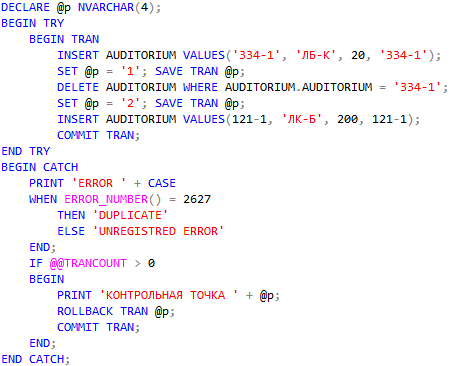 DECLARE @p NVARCHAR(4);
BEGIN TRY
    BEGIN TRAN
        INSERT AUDITORIUM VALUES('334-1', 'ЛБ-К', 20, '334-1');
        SET @p = '1'; SAVE TRAN @p;
        DELETE AUDITORIUM WHERE AUDITORIUM.AUDITORIUM = '334-1';
        SET @p = '2'; SAVE TRAN @p;
        INSERT AUDITORIUM VALUES(121-1, 'ЛК-Б', 200, 121-1);
        COMMIT TRAN;
END TRY
BEGIN CATCH
    PRINT 'ERROR ' + CASE
    WHEN ERROR_NUMBER() = 2627
        THEN 'DUPLICATE'
        ELSE 'UNREGISTRED ERROR'
    END;
    IF @@TRANCOUNT > 0
    BEGIN
        PRINT 'КОНТРОЛЬНАЯ ТОЧКА ' + @p;
        ROLLBACK TRAN @p;
        COMMIT TRAN;
    END;
END CATCH;